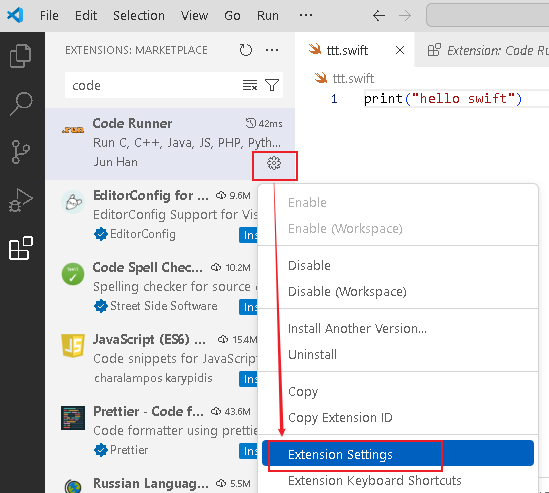 File Edit View Go Run ...
EXTENSIONS: MARKETPLACE
code
Code Runner 42ms
Run C, C++, Java, JS, PHP, Pyth...
Jun Han
EditorConfig for ... 9.6M
EditorConfig Support for Vis
EditorConfig Ins
Code Spell Chec... 10.2M
Spelling checker for source
Street Side Software Ins
JavaScript (ES6) ... 15.4M
Code snippets for JavaScript
charalampos karypidis Ins
Prettier - Code f... 43.6M
Code formatter using prettie
Prettier Ins
Russian Languag... 5.5M
ttt.swift
Extension: Code Ru
ttt.swift
1 print("hello swift")
Enable
Enable (Workspace)
Disable
Disable (Workspace)
Install Another Version...
Uninstall
Copy
Copy Extension ID
Extension Settings
Extension Keyboard Shortcuts